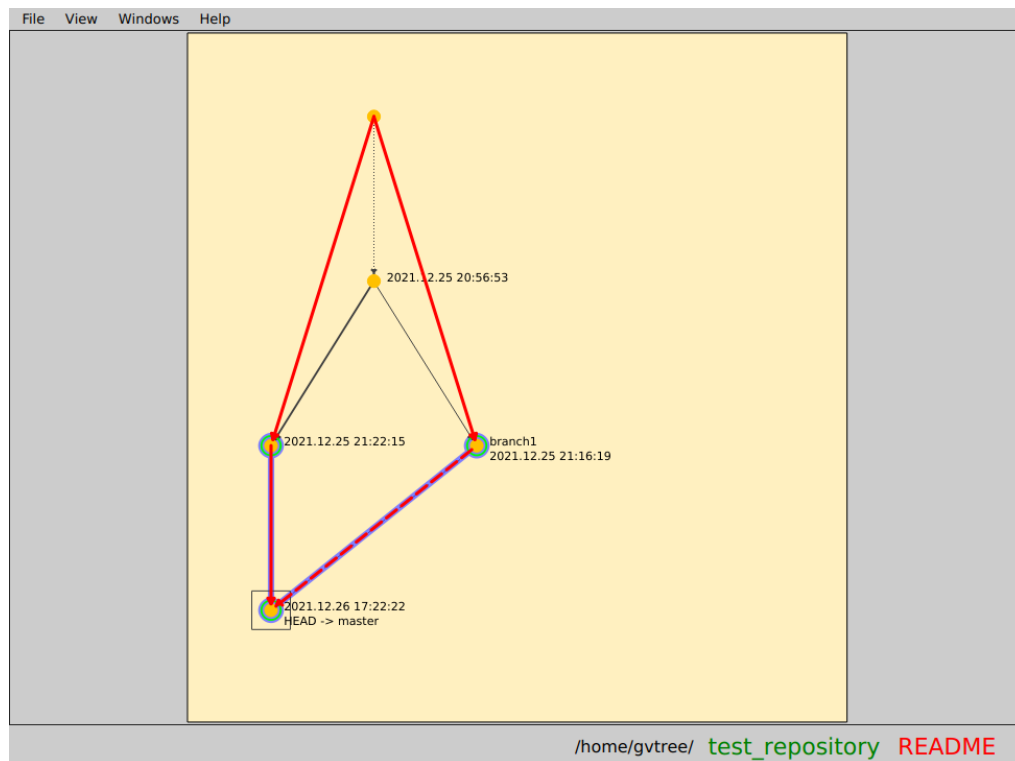 File View Windows Help
2021.12.25 20:56:53
2021.12.25 21:22:15
branch1
2021.12.25 21:16:19
2021.12.26 17:22:22
HEAD -> master
/home/gvtree/ test_repository README